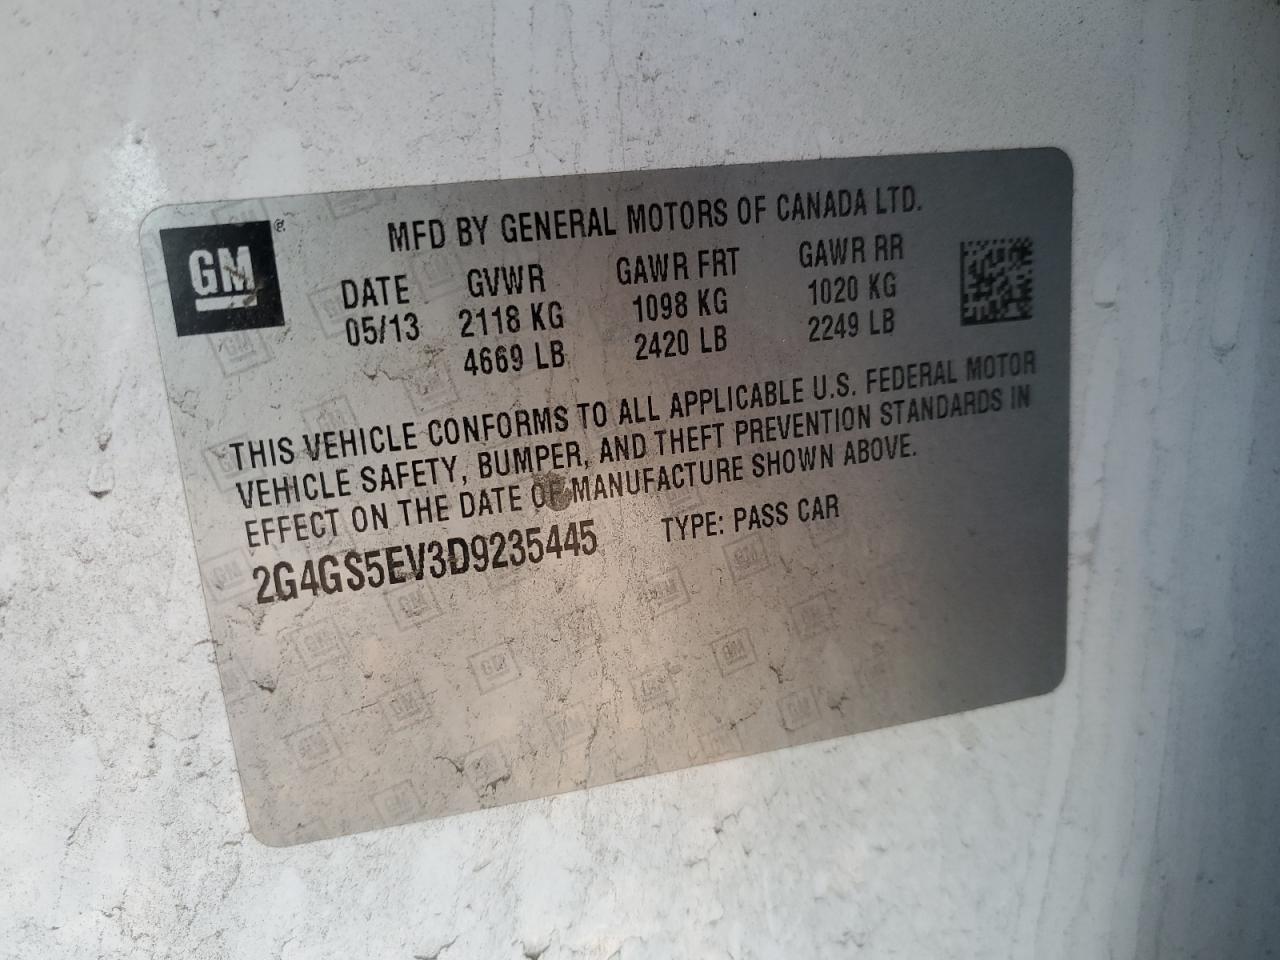 GM
MFD BY GENERAL MOTORS OF CANADA LTD.
DATE GVWR GAWR FRT GAWR RR
05/13 2118 KG 1098 KG 1020 KG
4669 LB 2420 LB 2249 LB
THIS VEHICLE CONFORMS TO ALL APPLICABLE U.S. FEDERAL MOTOR
VEHICLE SAFETY, BUMPER, AND THEFT PREVENTION STANDARDS IN
EFFECT ON THE DATE OF MANUFACTURE SHOWN ABOVE.
2G4GS5EV3D9235445 TYPE: PASS CAR